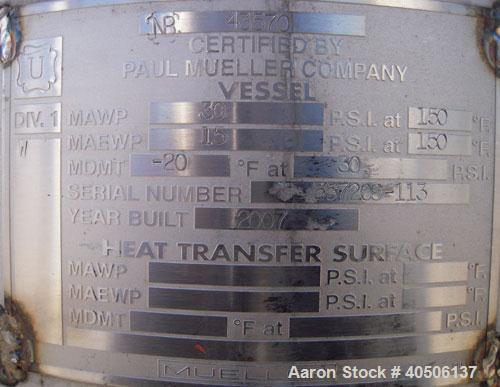 NB 43570
CERTIFIED BY
PAUL MUELLER COMPANY
U
VESSEL
DIV. 1
W
MAWP 30 P.S.I. at 150 °F.
MAEWP 15 P.S.I. at 150 °F.
MDMT -20 °F at 30 P.S.I.
SERIAL NUMBER
YEAR BUILT 2007
HEAT TRANSFER SURFACE
MAWP P.S.I. at °F.
MAEWP P.S.I. at °F.
MDMT °F at P.S.I.
Aaron Stock # 40506137